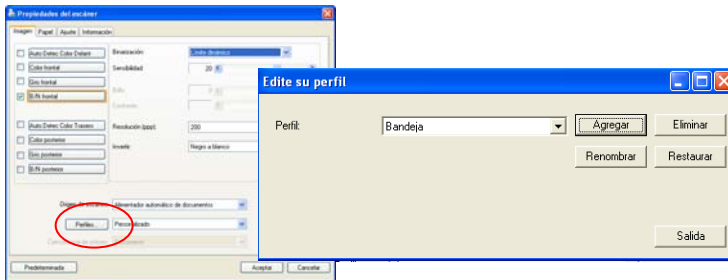 Propiedades del escáner
Imagen Papel Ajuste Información
Auto Detec Color Delant
Binarización:
Límite dinámico
Color frontal
Sensibilidad:
20
Gris frontal
Brillo
B/N frontal
Contraste
Auto Detec Color Trasero
Resolución (ppp):
200
Color posterior
Invertir:
Negro a blanco
Gris posterior
B/N posterior
Origen de escaneo
Alimentador automático de documentos
Perfiles...
Personalizado
Predeterminada
Aceptar
Cancelar
Edite su perfil
Perfil:
Bandeja
Agregar
Eliminar
Renombrar
Restaurar
Salida